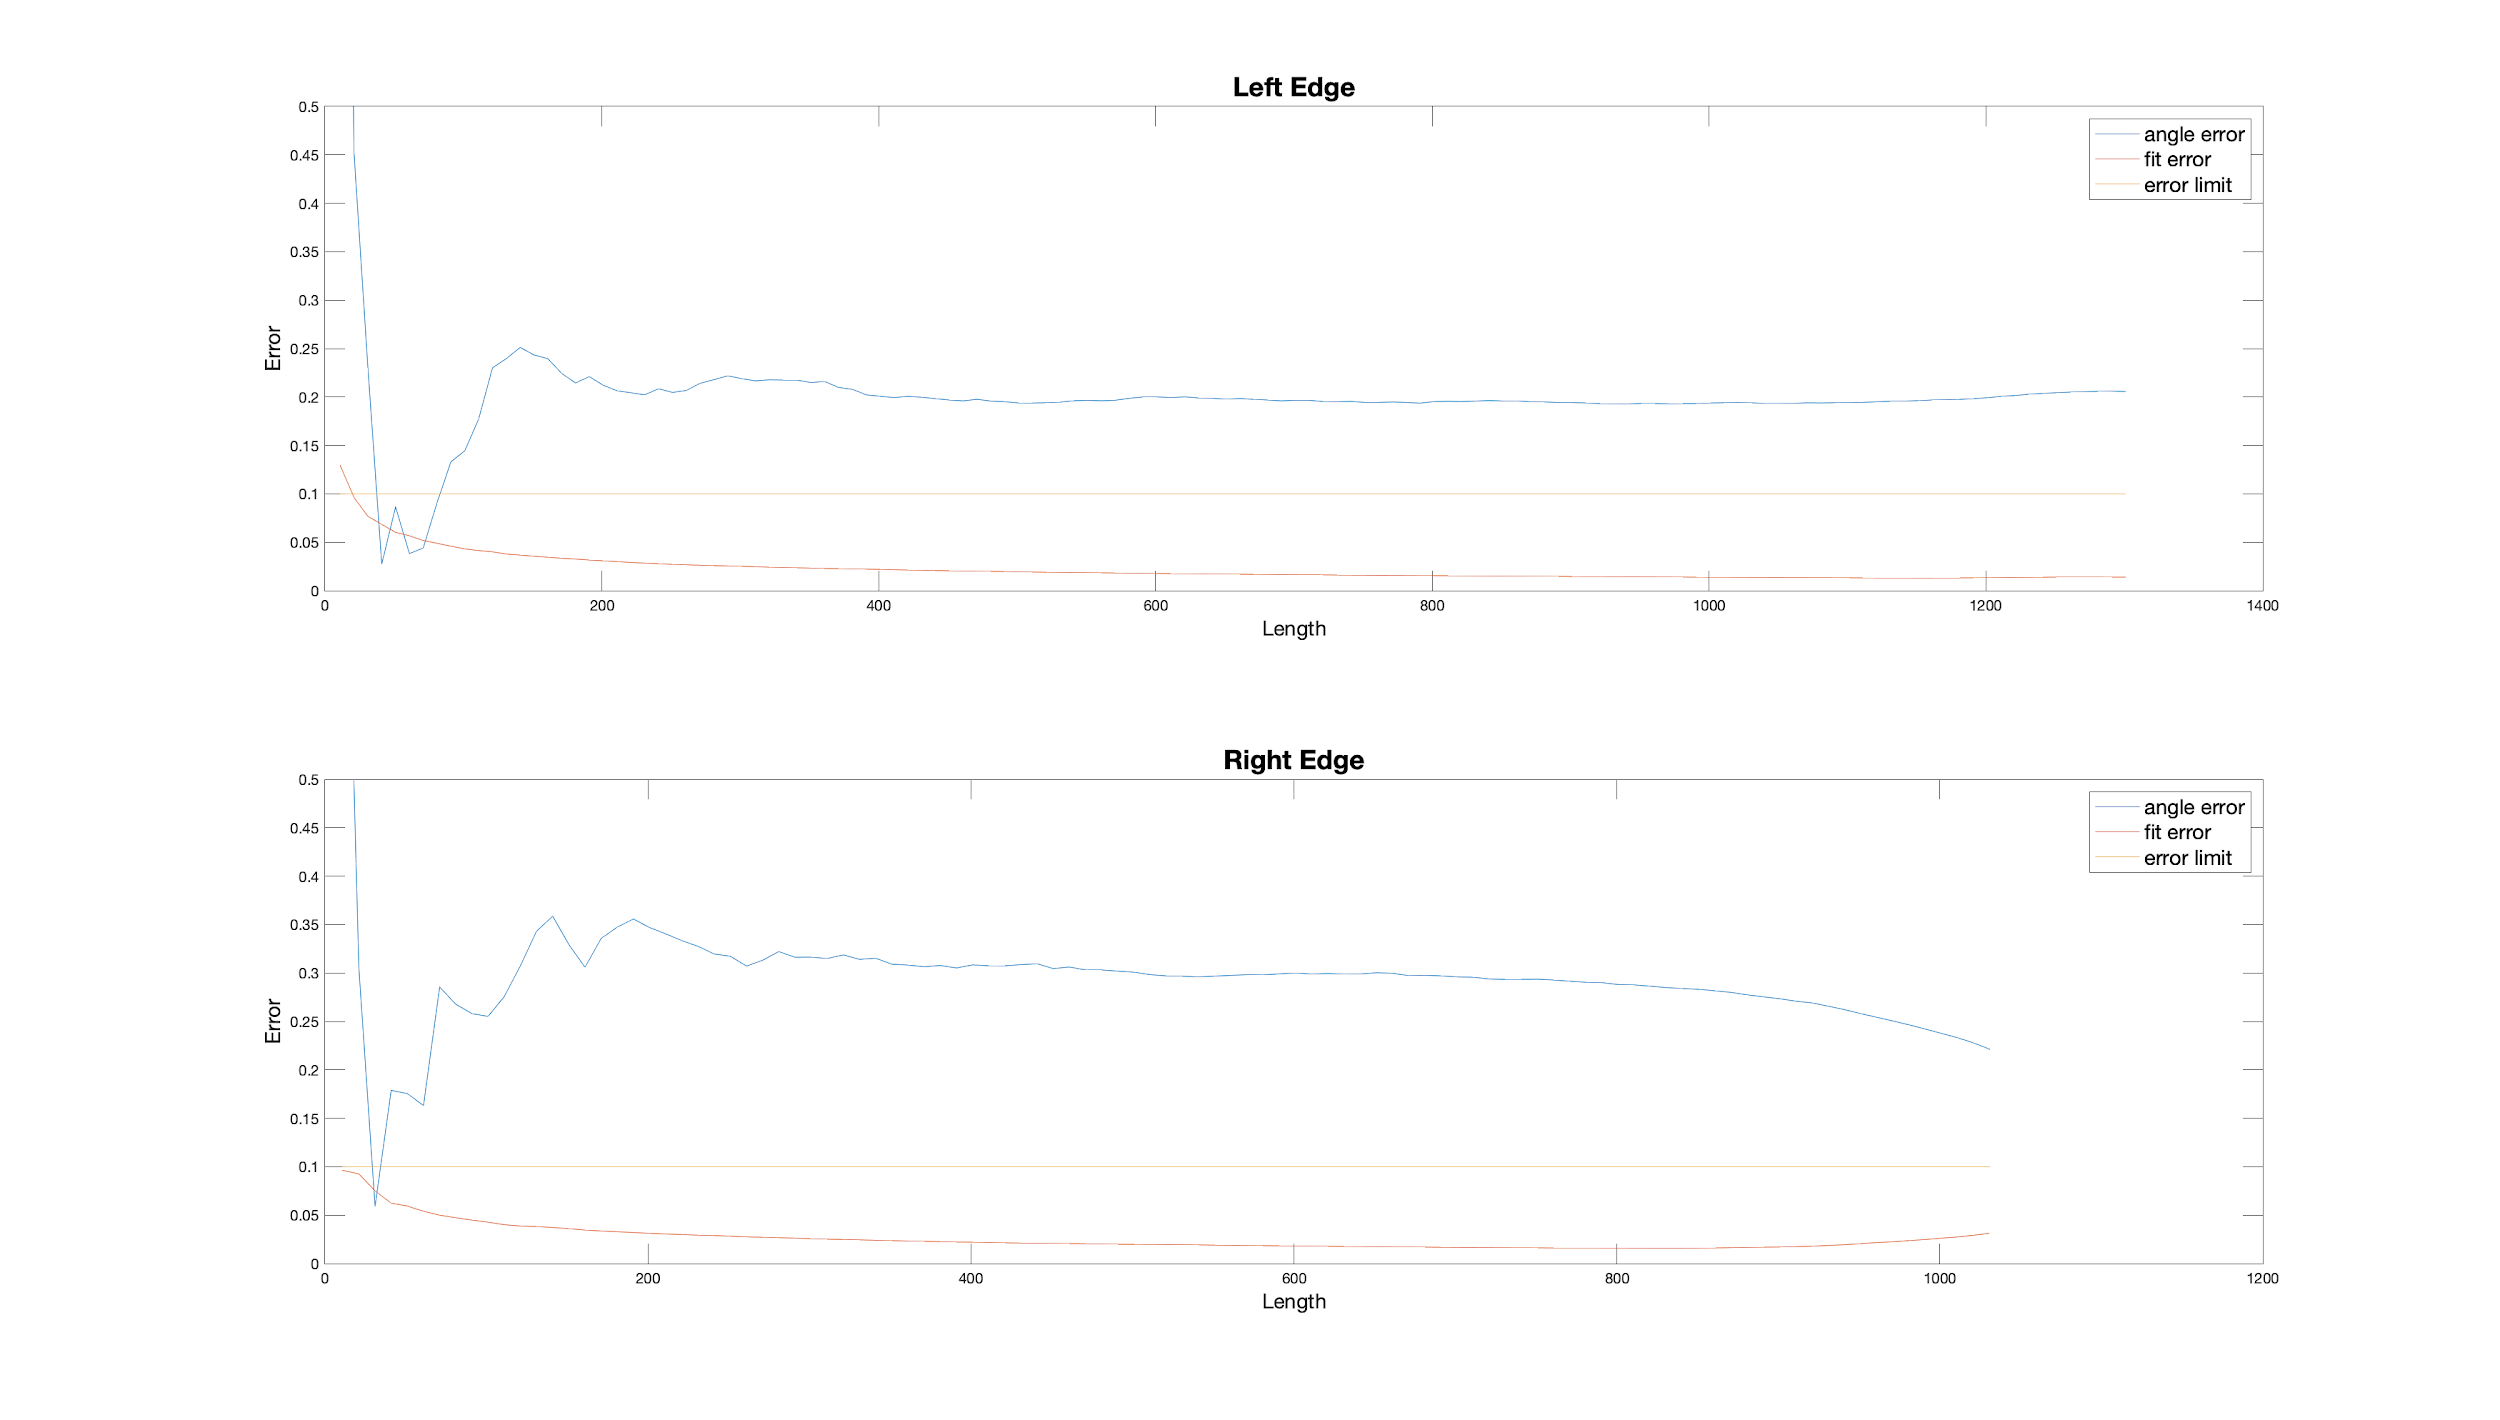 Left Edge
0.5
0.45
0.4
0.35
0.3
0.25
0.2
0.15
0.1
0.05
0
Error
angle error
fit error
error limit
0 200 400 600 800 1000 1200 1400
Length
Right Edge
0.5
0.45
0.4
0.35
0.3
0.25
0.2
0.15
0.1
0.05
0
Error
angle error
fit error
error limit
0 200 400 600 800 1000 1200
Length